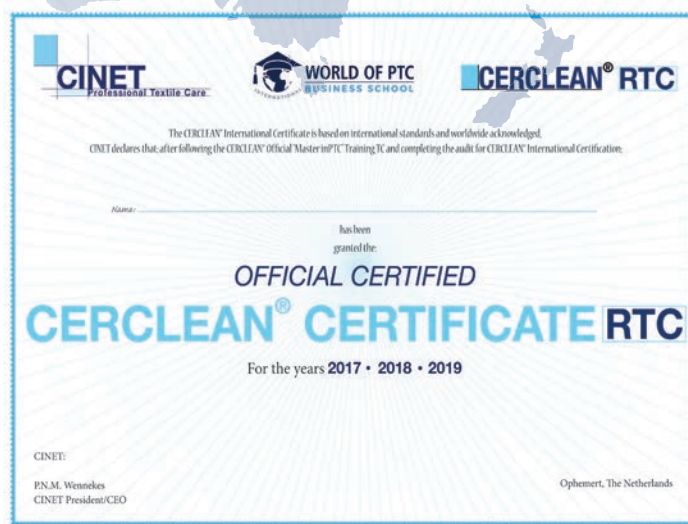 CINET
Professional Textile Care
WORLD OF PTC
INTERNATIONAL BUSINESS SCHOOL
CERCLEAN® RTC
The CERCLEAN® International Certificate is based on international standards and worldwide acknowledged.
CINET declares that; after following the CERCLEAN® Official "Master inPTC" Training TC and completing the audit for CERCLEAN® International Certification;
Name:
has been
granted the:
OFFICIAL CERTIFIED
CERCLEAN® CERTIFICATE RTC
For the years 2017 • 2018 • 2019
CINET:
P.N.M. Wennekes
CINET President/CEO
Ophemert, The Netherlands